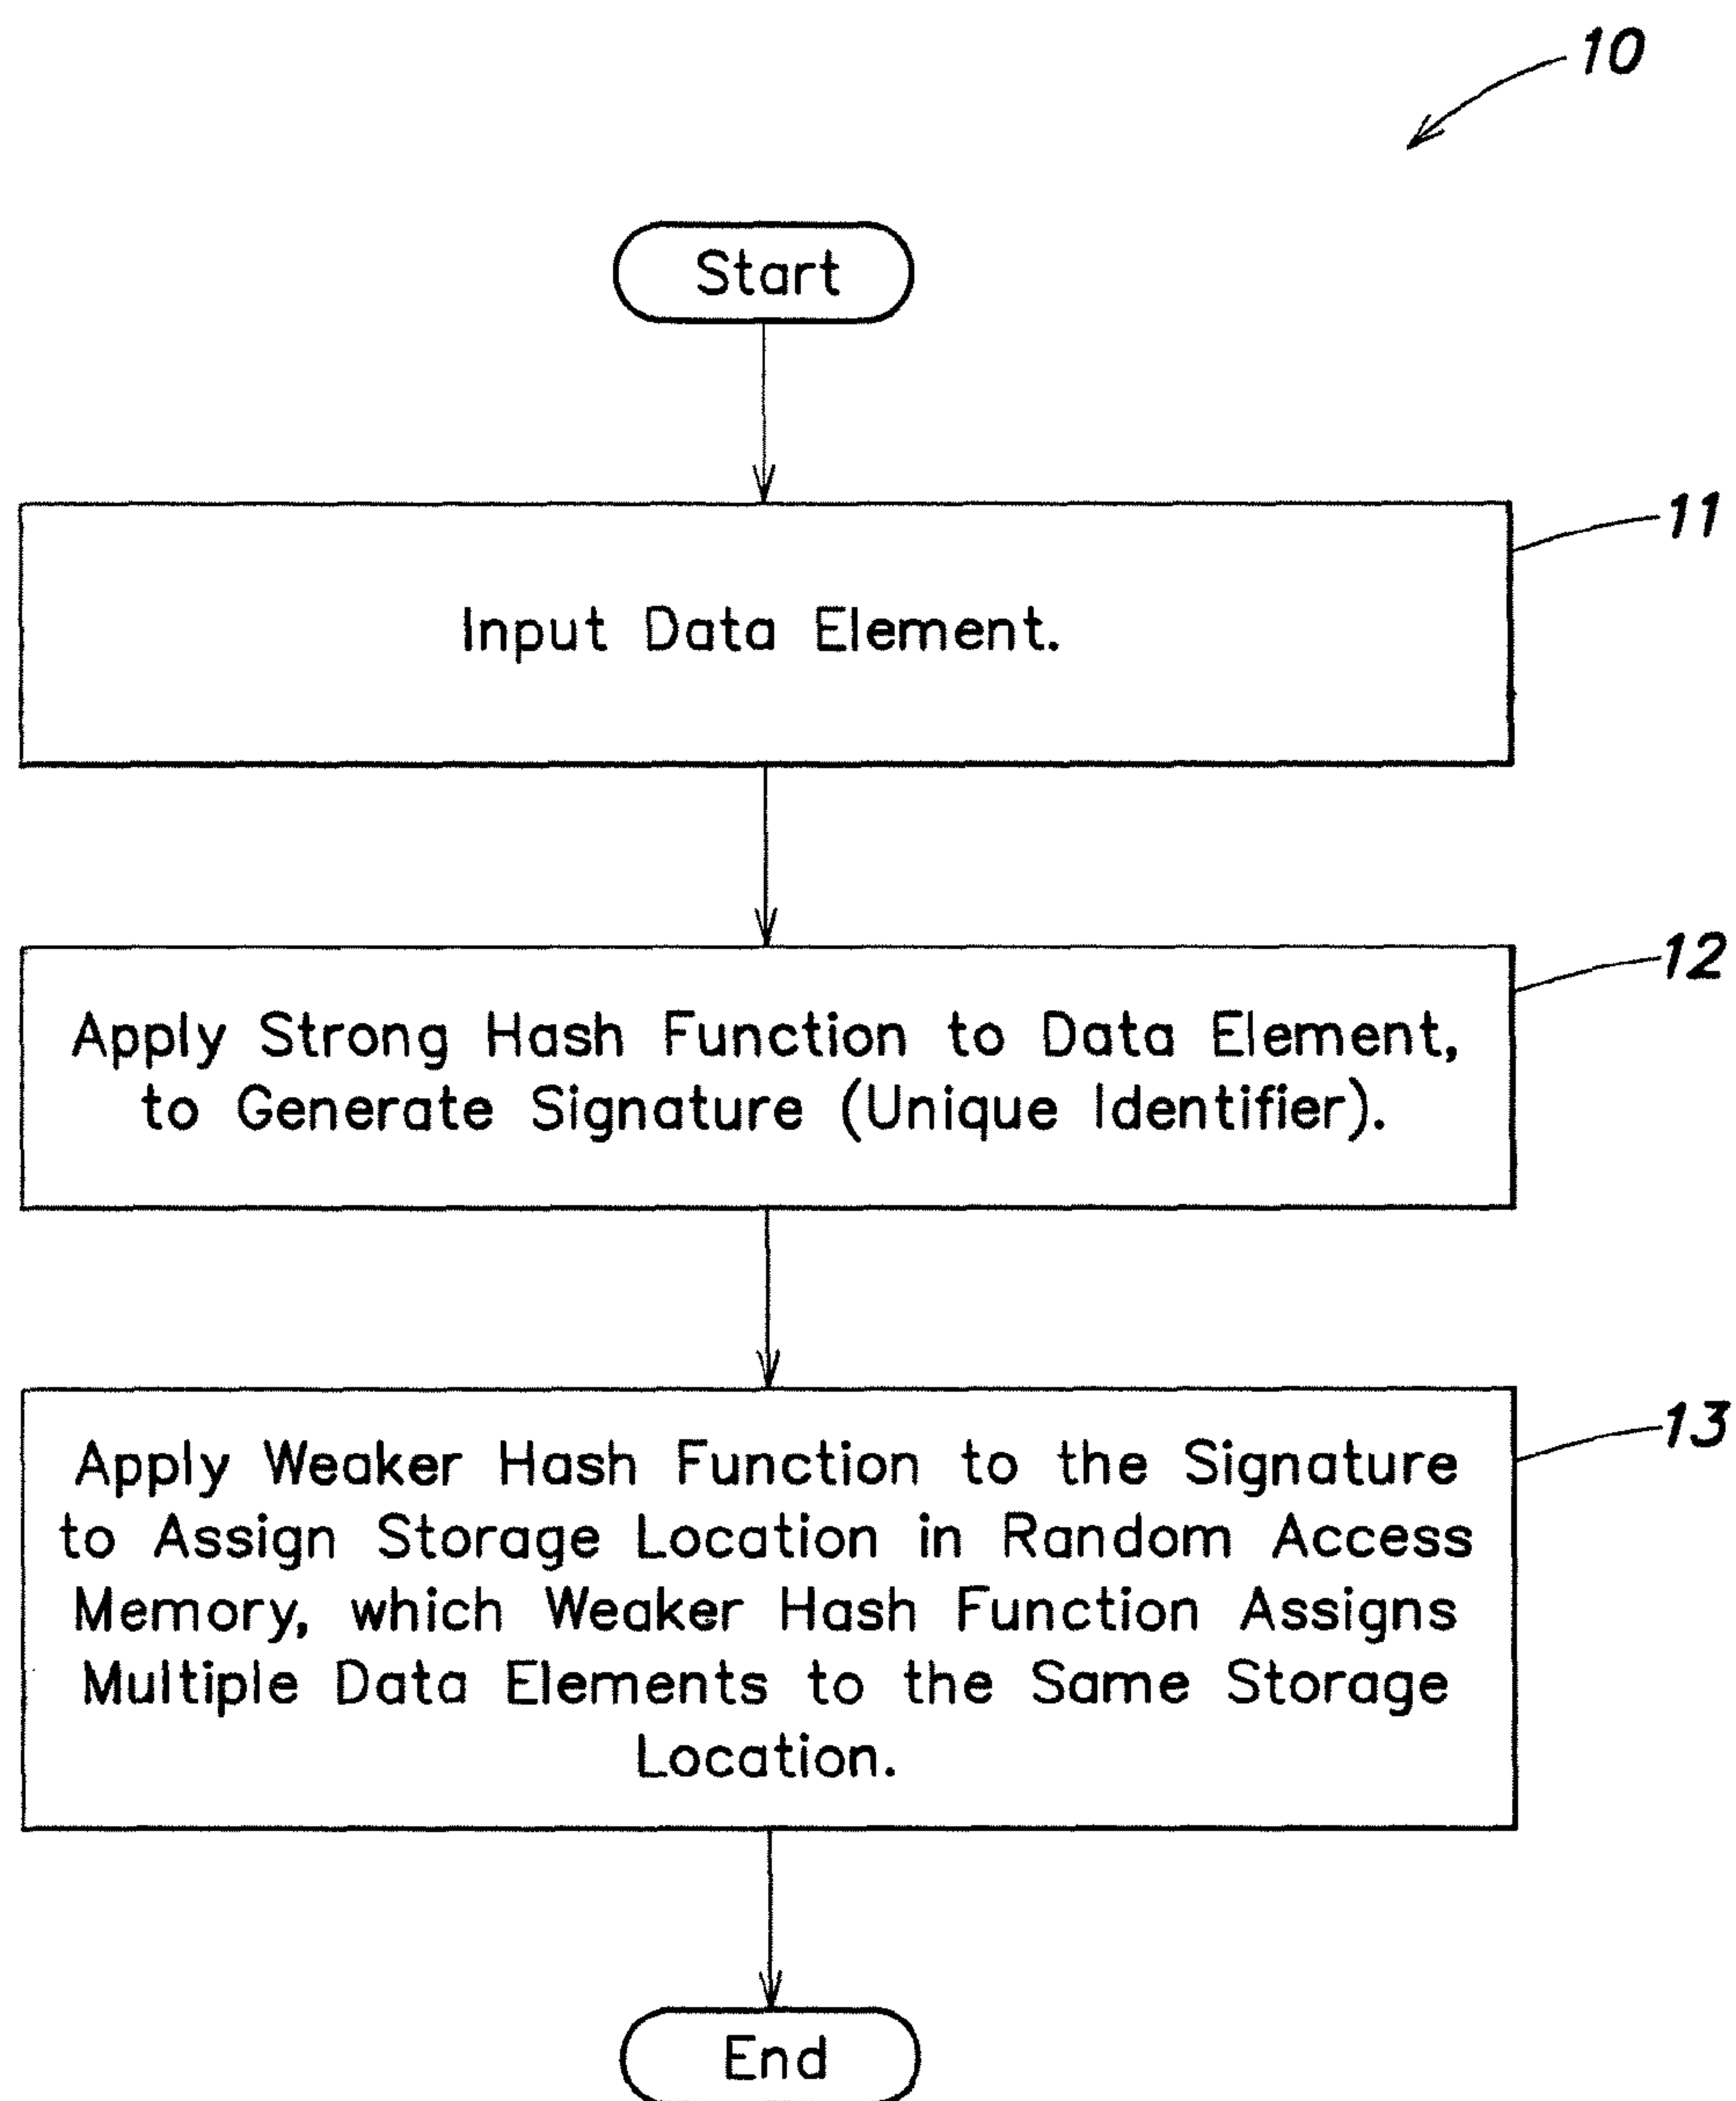 10
Start
11
Input Data Element.
12
Apply Strong Hash Function to Data Element,
to Generate Signature (Unique Identifier).
13
Apply Weaker Hash Function to the Signature
to Assign Storage Location in Random Access
Memory, which Weaker Hash Function Assigns
Multiple Data Elements to the Same Storage
Location.
End